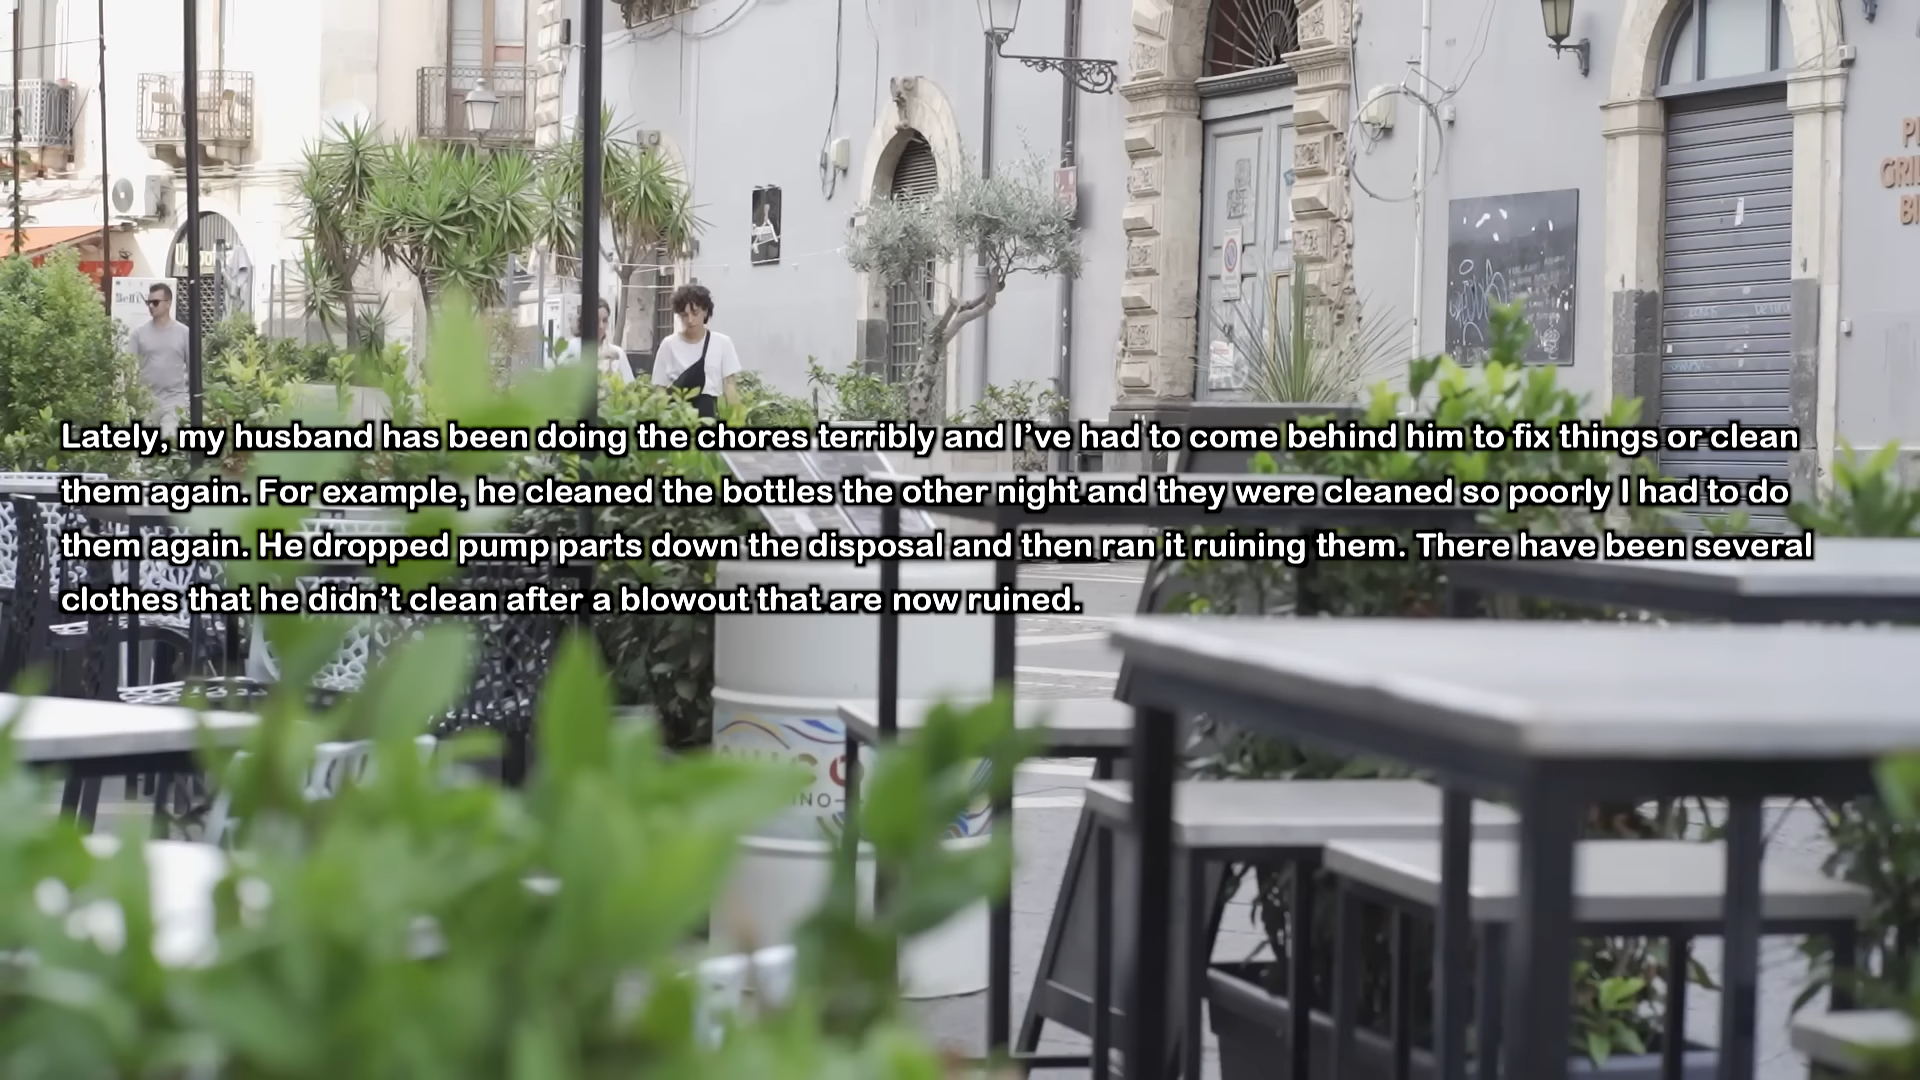 Lately, my husband has been doing the chores terribly and I’ve had to come behind him to fix things or clean
them again. For example, he cleaned the bottles the other night and they were cleaned so poorly I had to do
them again. He dropped pump parts down the disposal and then ran it ruining them. There have been several
clothes that he didn’t clean after a blowout that are now ruined.